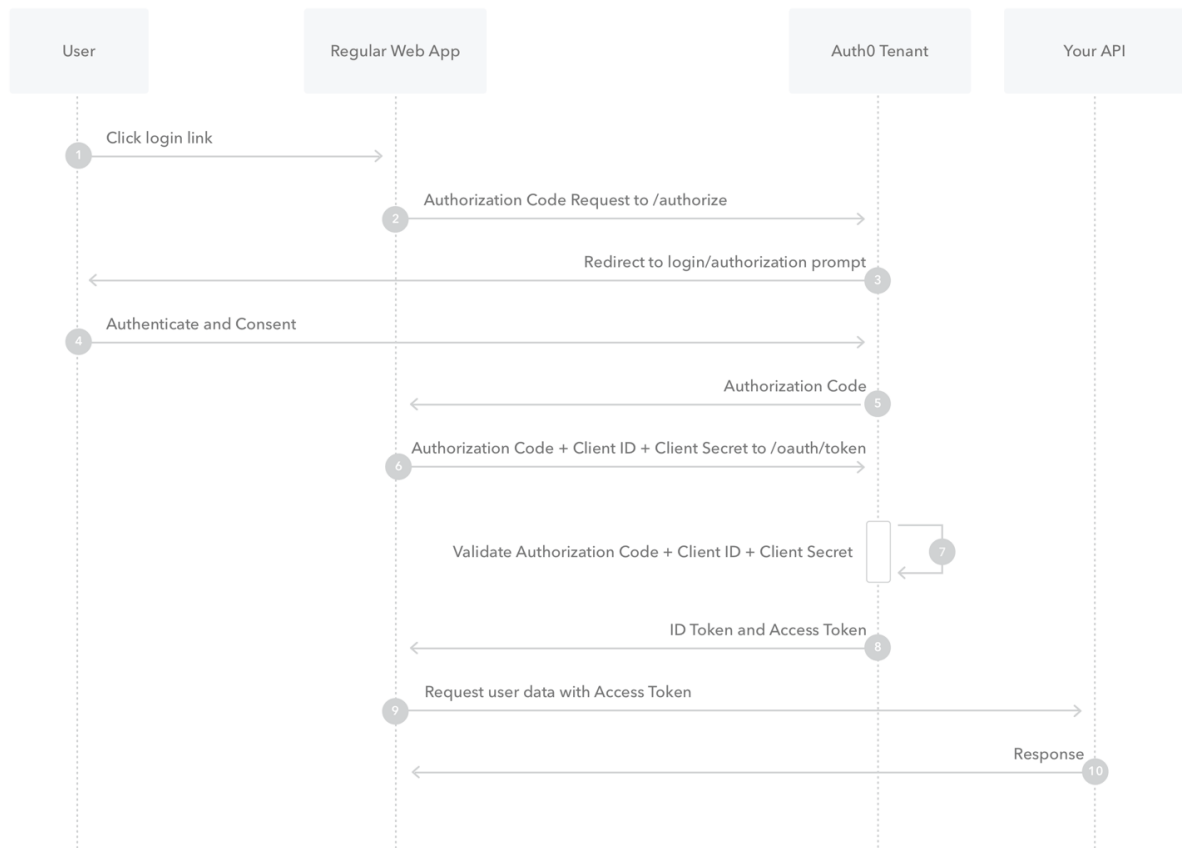 User
Regular Web App
Auth0 Tenant
Your API
Click login link
1
Authorization Code Request to /authorize
2
Redirect to login/authorization prompt
3
Authenticate and Consent
4
Authorization Code
5
Authorization Code + Client ID + Client Secret to /oauth/token
6
Validate Authorization Code + Client ID + Client Secret
7
ID Token and Access Token
8
Request user data with Access Token
9
Response
10